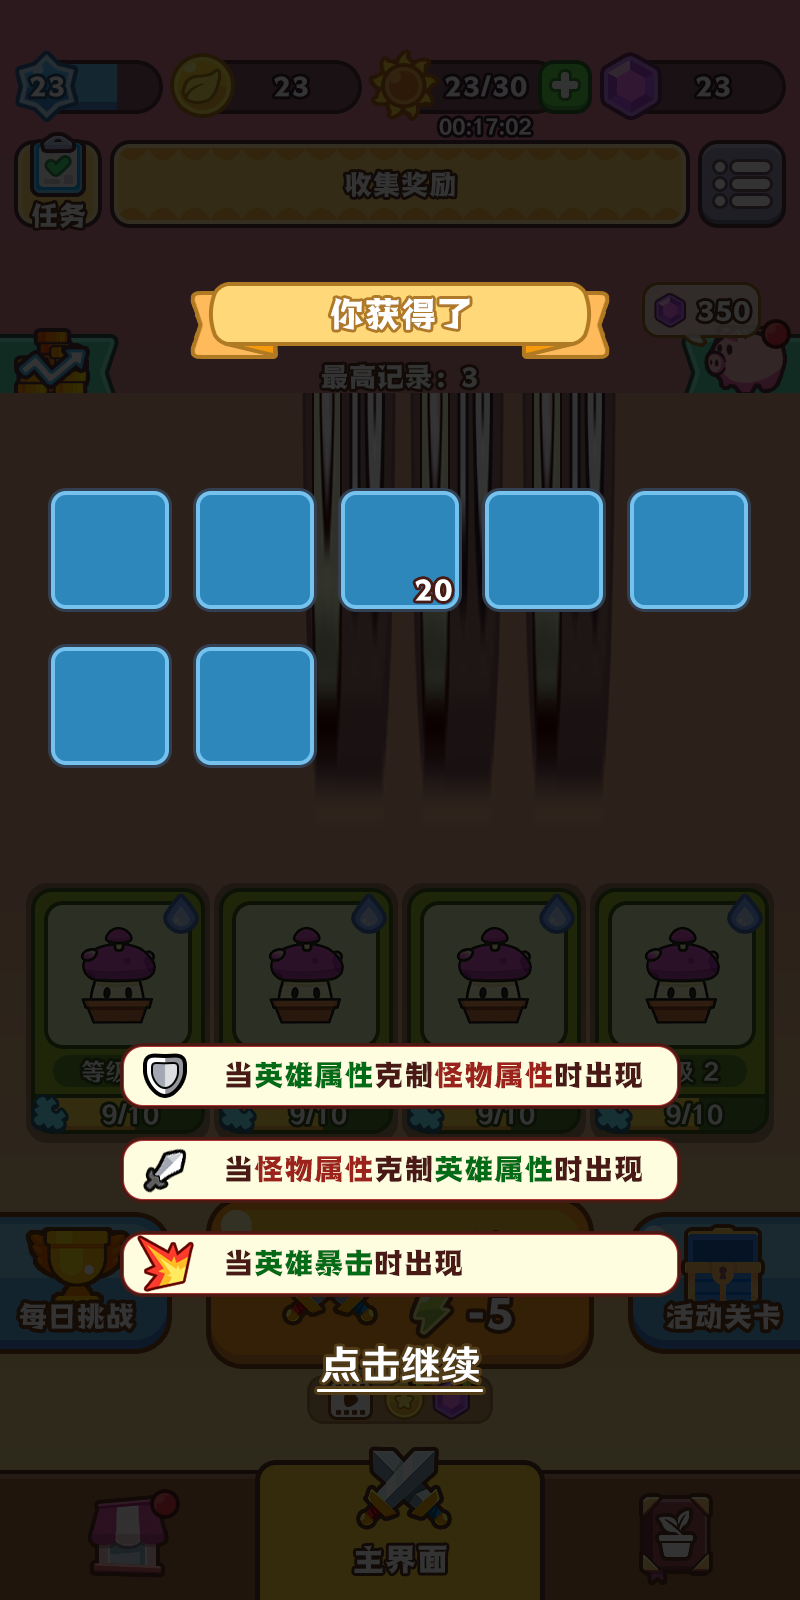 23
23
23/30
23
00:17:02
任务
收集奖励
你获得了
350
最高记录：3
20
等级
级 2
当英雄属性克制怪物属性时出现
9/10
9/10
9/10
9/10
当怪物属性克制英雄属性时出现
当英雄暴击时出现
每日挑战
-5
活动关卡
点击继续
主界面